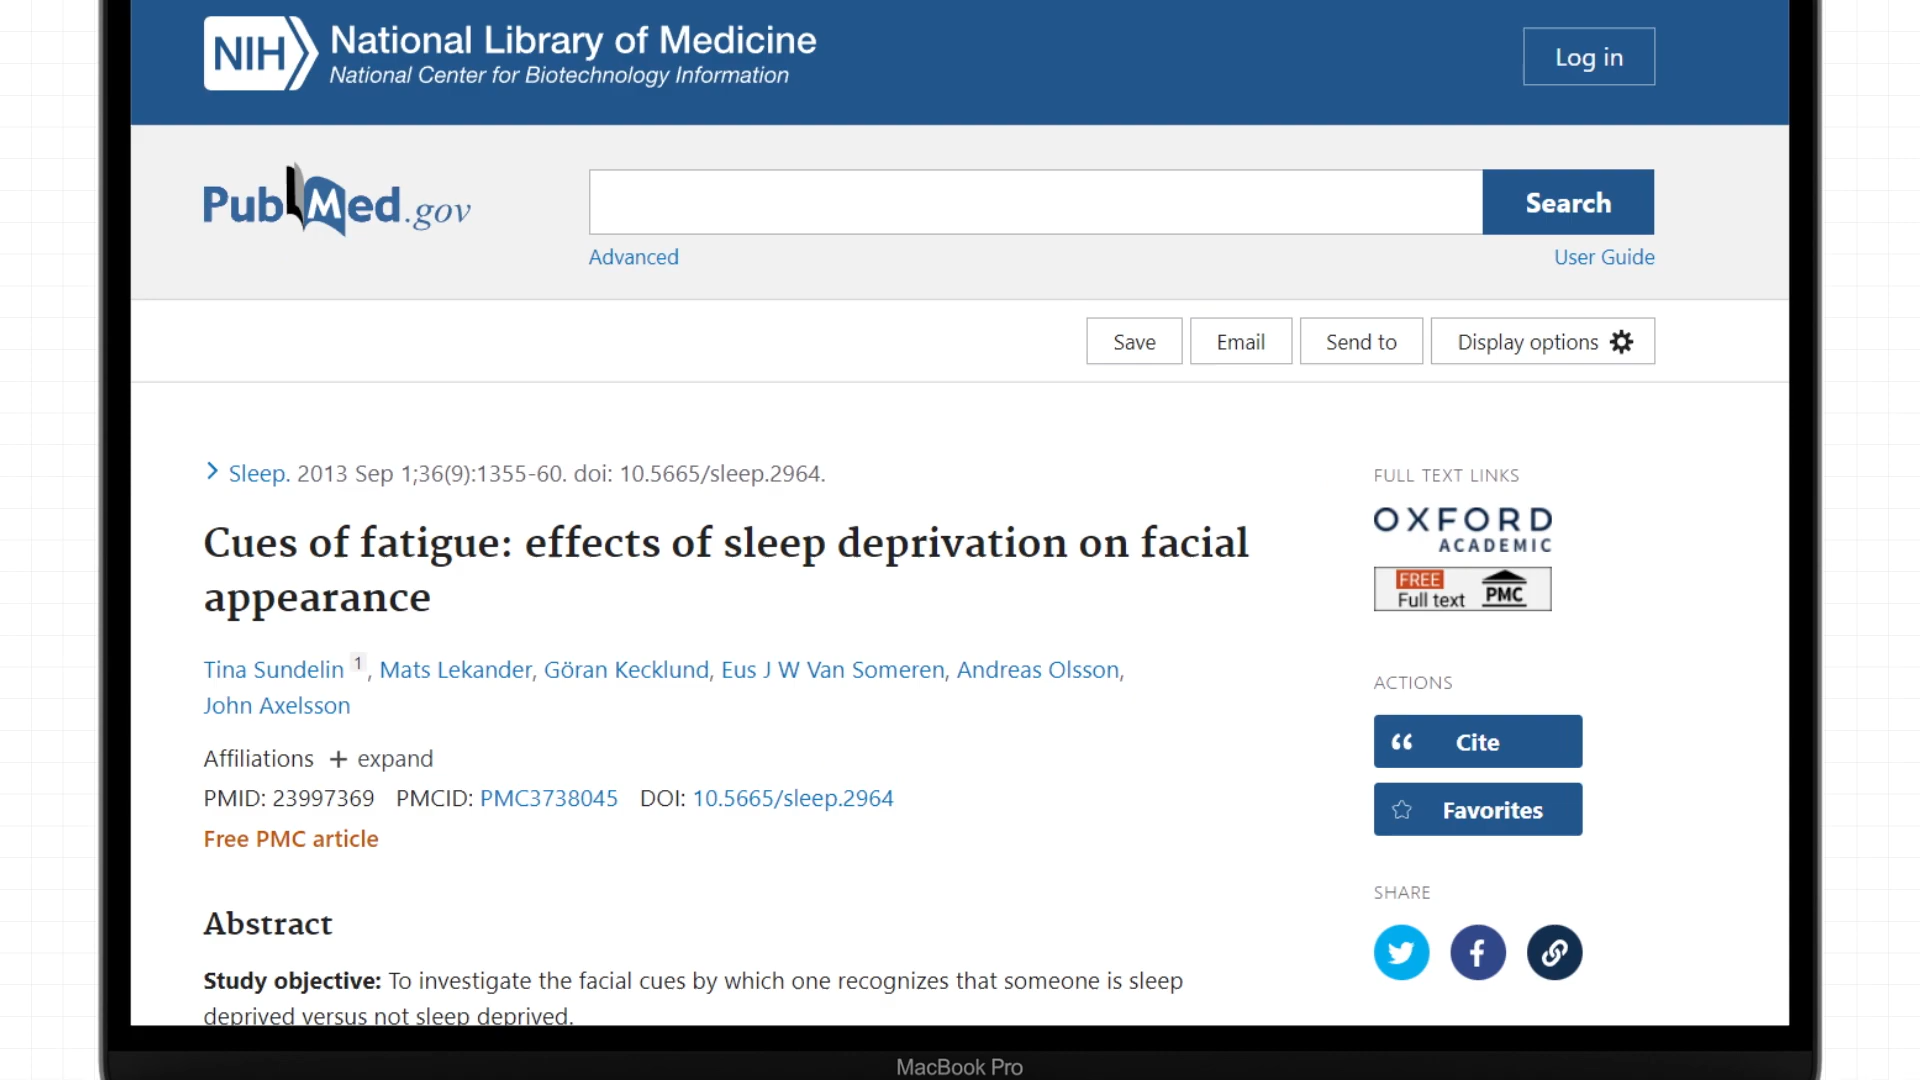 NIH National Library of Medicine
National Center for Biotechnology Information
Log in
PubMed.gov
Search
Advanced
User Guide
Save
Email
Send to
Display options
Sleep. 2013 Sep 1;36(9):1355-60. doi: 10.5665/sleep.2964.
Cues of fatigue: effects of sleep deprivation on facial
appearance
Tina Sundelin 1, Mats Lekander, Göran Kecklund, Eus J W Van Someren, Andreas Olsson,
John Axelsson
Affiliations + expand
PMID: 23997369 PMCID: PMC3738045 DOI: 10.5665/sleep.2964
Free PMC article
Abstract
Study objective: To investigate the facial cues by which one recognizes that someone is sleep
deprived versus not sleep deprived.
FULL TEXT LINKS
OXFORD
ACADEMIC
FREE
Full text PMC
ACTIONS
Cite
Favorites
SHARE
MacBook Pro